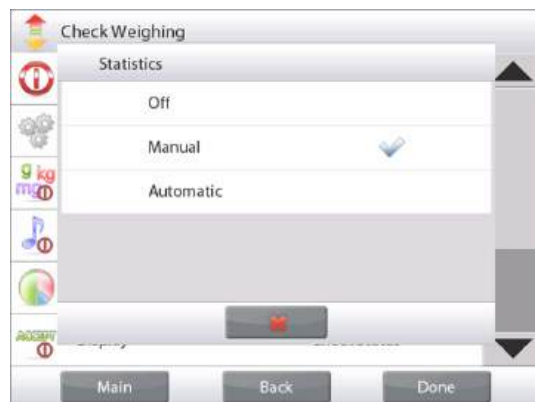 Check Weighing
Statistics
Off
Manual
Automatic
g kg
mg
Main
Back
Done